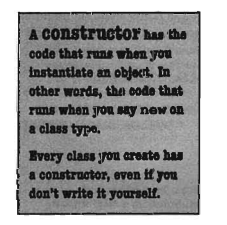 A constructor has the
code that runs when you
instantiate an object. In
other words, the code that
runs when you say new on
a class type.
Every class you create has
a constructor, even if you
don't write it yourself.